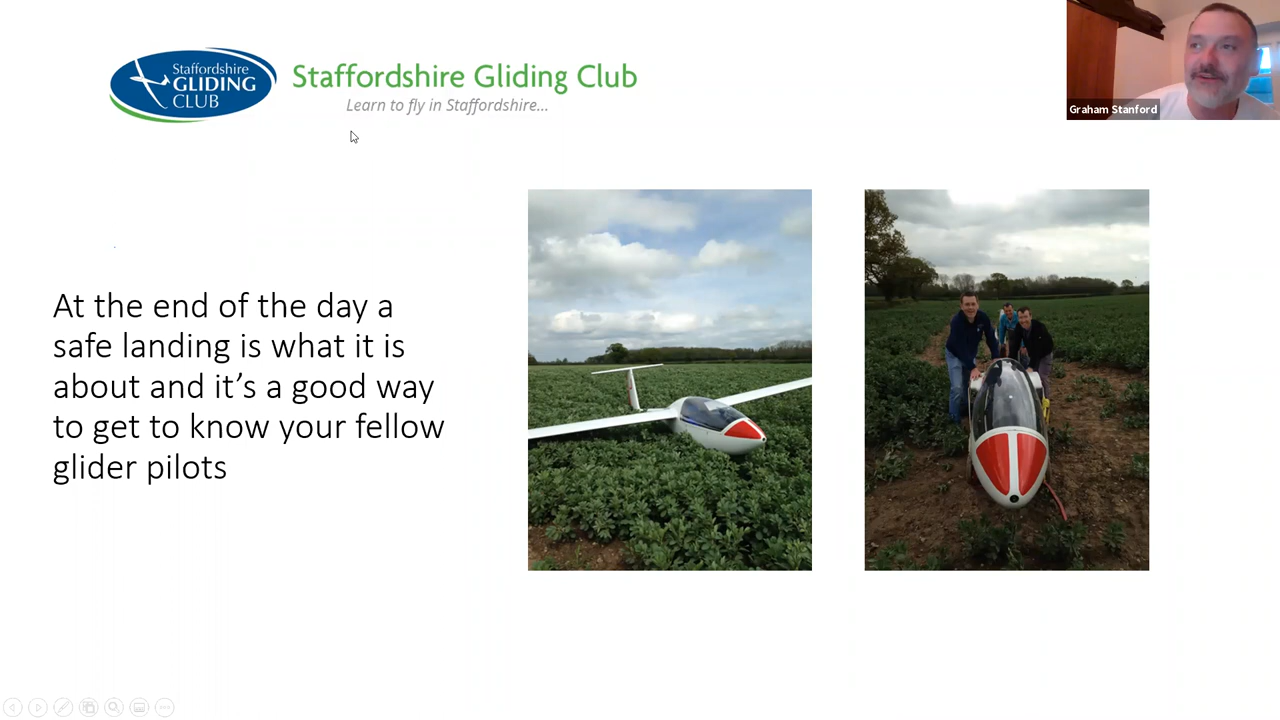 Staffordshire
GLIDING
CLUB
Staffordshire Gliding Club
Learn to fly in Staffordshire...
Graham Stanford
At the end of the day a
safe landing is what it is
about and it’s a good way
to get to know your fellow
glider pilots